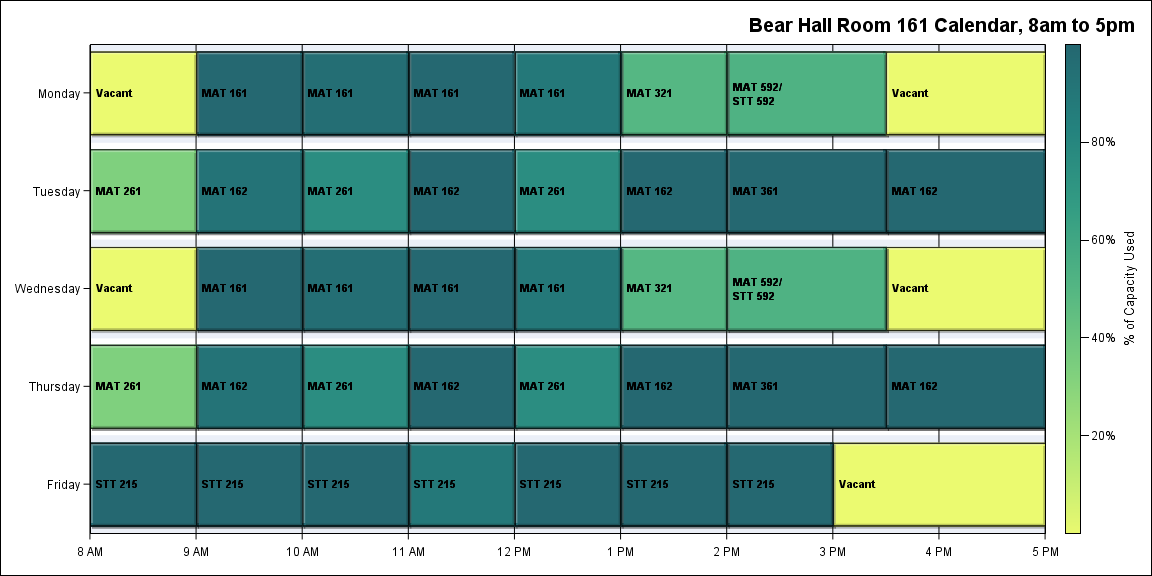 Bear Hall Room 161 Calendar, 8am to 5pm
Monday
Vacant
MAT 161
MAT 161
MAT 161
MAT 161
MAT 321
MAT 592/
STT 592
Vacant
Tuesday
MAT 261
MAT 162
MAT 261
MAT 162
MAT 261
MAT 162
MAT 361
MAT 162
Wednesday
Vacant
MAT 161
MAT 161
MAT 161
MAT 161
MAT 321
MAT 592/
STT 592
Vacant
Thursday
MAT 261
MAT 162
MAT 261
MAT 162
MAT 261
MAT 162
MAT 361
MAT 162
Friday
STT 215
STT 215
STT 215
STT 215
STT 215
STT 215
STT 215
Vacant
8 AM
9 AM
10 AM
11 AM
12 PM
1 PM
2 PM
3 PM
4 PM
5 PM
80%
60%
40%
20%
% of Capacity Used